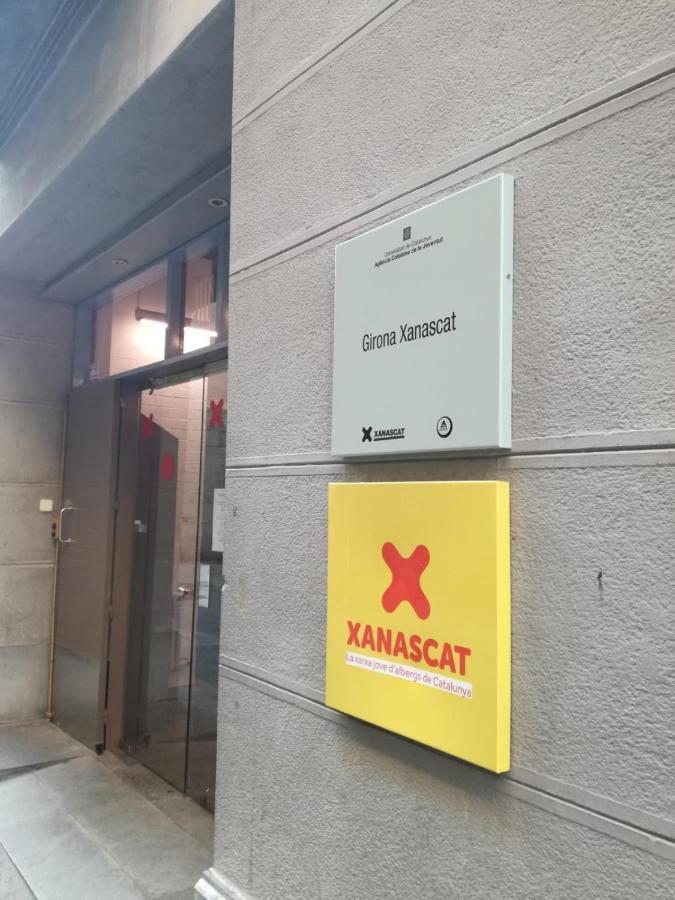 Generalitat de Catalunya
Agència Catalana de la Joventut
Girona Xanascat
XANASCAT
XANASCAT
La xarxa jove d'albergs de Catalunya